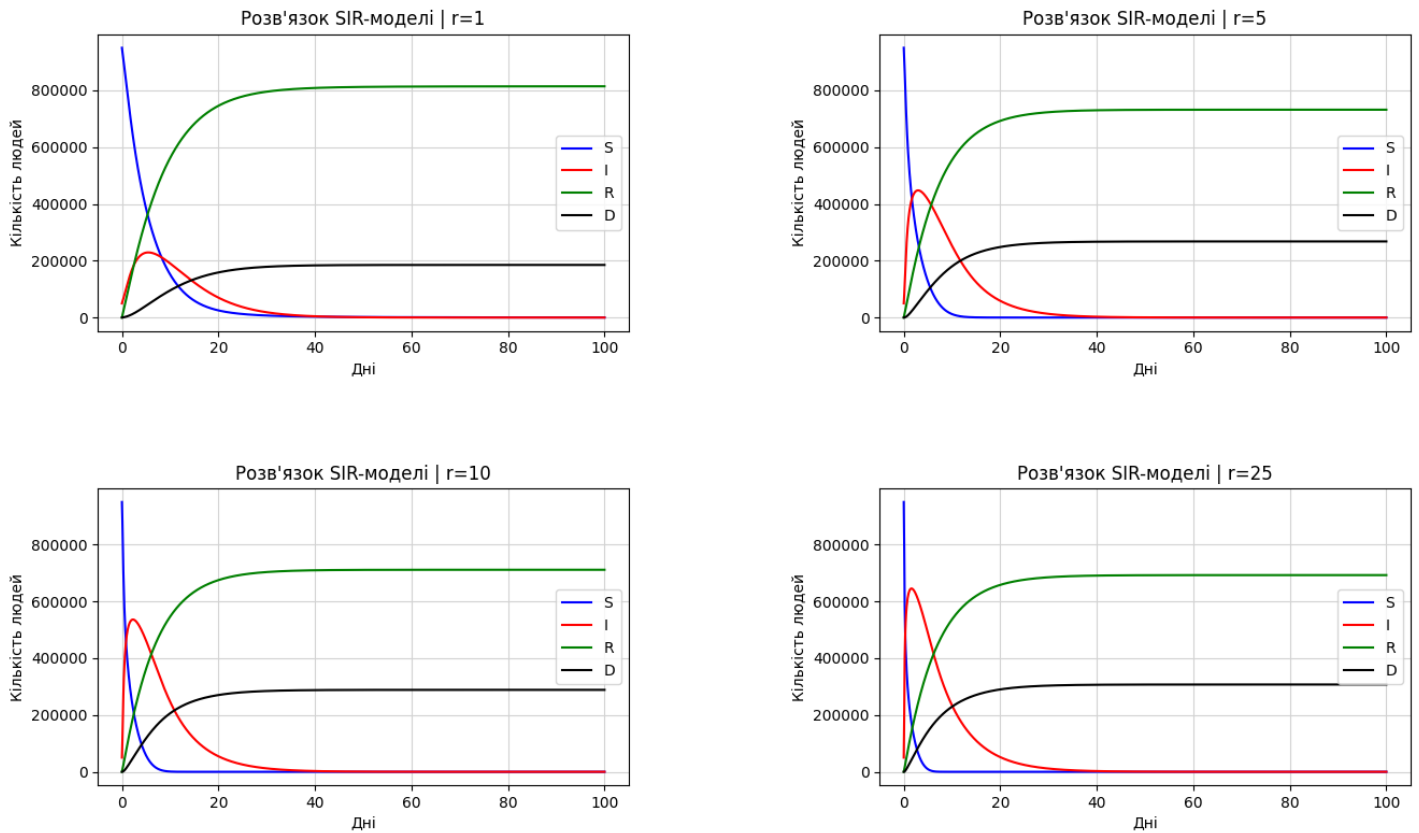 Розв'язок SIR-моделі | r=1
Кількість людей
800000
600000
400000
200000
0
S
I
R
D
0 20 40 60 80 100
Дні
Розв'язок SIR-моделі | r=5
Кількість людей
800000
600000
400000
200000
0
S
I
R
D
0 20 40 60 80 100
Дні
Розв'язок SIR-моделі | r=10
Кількість людей
800000
600000
400000
200000
0
S
I
R
D
0 20 40 60 80 100
Дні
Розв'язок SIR-моделі | r=25
Кількість людей
800000
600000
400000
200000
0
S
I
R
D
0 20 40 60 80 100
Дні